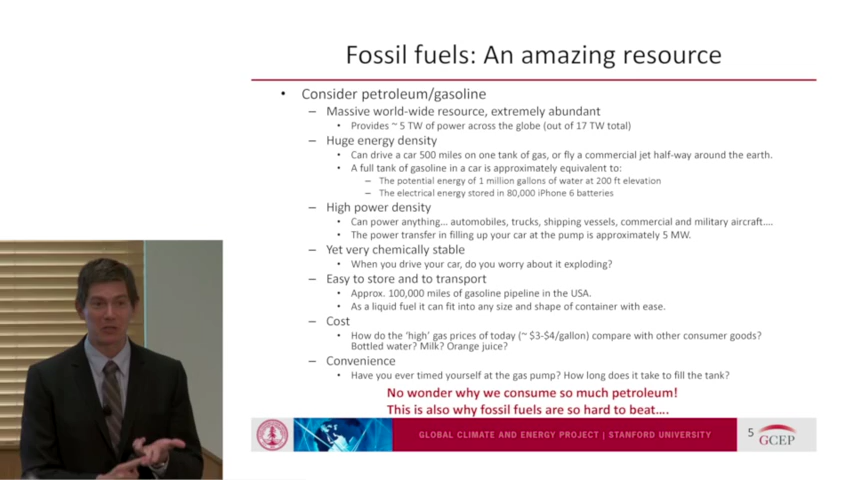 Fossil fuels: An amazing resource
• Consider petroleum/gasoline
– Massive world-wide resource, extremely abundant
• Provides ~ 5 TW of power across the globe (out of 17 TW total)
– Huge energy density
• Can drive a car 500 miles on one tank of gas, or fly a commercial jet half-way around the earth.
• A full tank of gasoline in a car is approximately equivalent to:
– The potential energy of 1 million gallons of water at 200 ft elevation
– The electrical energy stored in 80,000 iPhone 6 batteries
– High power density
• Can power anything... automobiles, trucks, shipping vessels, commercial and military aircraft....
• The power transfer in filling up your car at the pump is approximately 5 MW.
– Yet very chemically stable
• When you drive your car, do you worry about it exploding?
– Easy to store and to transport
• Approx. 100,000 miles of gasoline pipeline in the USA.
• As a liquid fuel it can fit into any size and shape of container with ease.
– Cost
• How do the 'high' gas prices of today (~ $3-$4/gallon) compare with other consumer goods?
Bottled water? Milk? Orange juice?
– Convenience
• Have you ever timed yourself at the gas pump? How long does it take to fill the tank?
No wonder why we consume so much petroleum!
This is also why fossil fuels are so hard to beat....
GLOBAL CLIMATE AND ENERGY PROJECT | STANFORD UNIVERSITY
5
GCEP